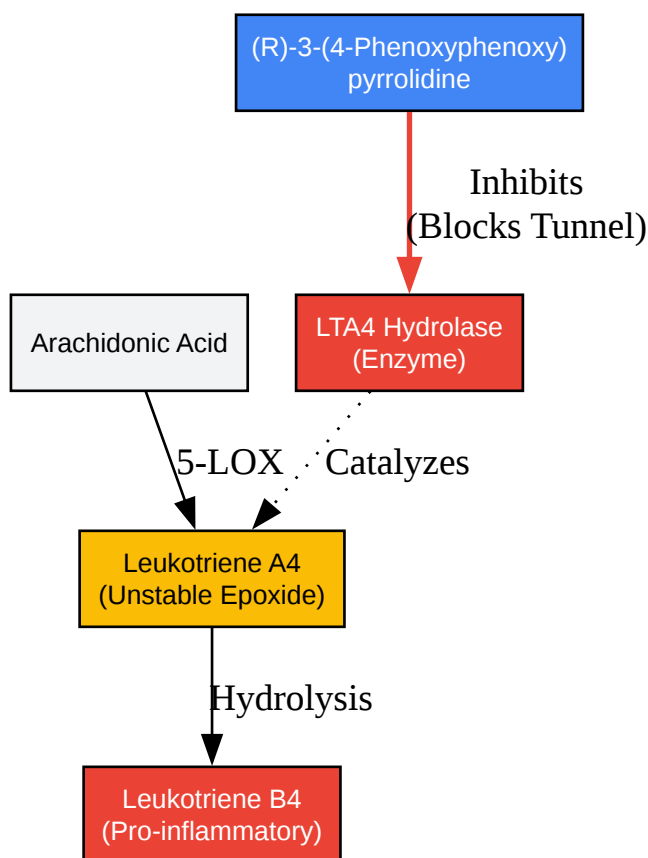 (R)-3-(4-Phenoxyphenoxy)
pyrrolidine
Inhibits
(Blocks Tunnel)
Arachidonic Acid
LTA4 Hydrolase
(Enzyme)
5-LOX
Catalyzes
Leukotriene A4
(Unstable Epoxide)
Hydrolysis
Leukotriene B4
(Pro-inflammatory)